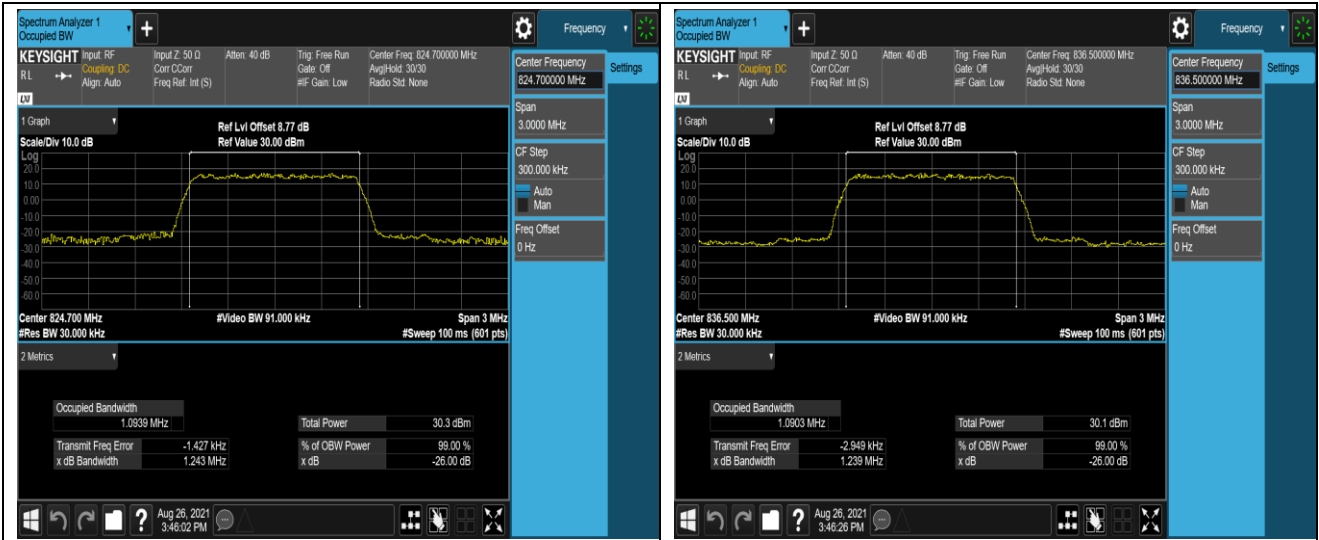 Spectrum Analyzer 1
Occupied BW
+
Frequency
KEYSIGHT Input: RF Input Z: 50 Ω Atten: 40 dB Trig: Free Run Center Freq: 824.700000 MHz
Coupling: DC Corr CCorr Gate: Off Avg|Hold: 30/30
RL Align: Auto Freq Ref: Int (S) #IF Gain: Low Radio Std: None
LXI
Center Frequency
824.700000 MHz
Settings
Span
3.0000 MHz
CF Step
300.000 kHz
Auto
Man
Freq Offset
0 Hz
1 Graph
Ref Lvl Offset 8.77 dB
Scale/Div 10.0 dB Ref Value 30.00 dBm
Log
20.0
10.0
0.00
-10.0
-20.0
-30.0
-40.0
-50.0
-60.0
Center 824.700 MHz #Video BW 91.000 kHz Span 3 MHz
#Res BW 30.000 kHz #Sweep 100 ms (601 pts)
2 Metrics
Occupied Bandwidth
1.0939 MHz Total Power 30.3 dBm
Transmit Freq Error -1.427 kHz % of OBW Power 99.00 %
x dB Bandwidth 1.243 MHz x dB -26.00 dB
? Aug 26, 2021
3:46:02 PM
Spectrum Analyzer 1
Occupied BW
+
Frequency
KEYSIGHT Input: RF Input Z: 50 Ω Atten: 40 dB Trig: Free Run Center Freq: 836.500000 MHz
Coupling: DC Corr CCorr Gate: Off Avg|Hold: 30/30
RL Align: Auto Freq Ref: Int (S) #IF Gain: Low Radio Std: None
LXI
Center Frequency
836.500000 MHz
Settings
Span
3.0000 MHz
CF Step
300.000 kHz
Auto
Man
Freq Offset
0 Hz
1 Graph
Ref Lvl Offset 8.77 dB
Scale/Div 10.0 dB Ref Value 30.00 dBm
Log
20.0
10.0
0.00
-10.0
-20.0
-30.0
-40.0
-50.0
-60.0
Center 836.500 MHz #Video BW 91.000 kHz Span 3 MHz
#Res BW 30.000 kHz #Sweep 100 ms (601 pts)
2 Metrics
Occupied Bandwidth
1.0903 MHz Total Power 30.1 dBm
Transmit Freq Error -2.949 kHz % of OBW Power 99.00 %
x dB Bandwidth 1.239 MHz x dB -26.00 dB
? Aug 26, 2021
3:46:26 PM